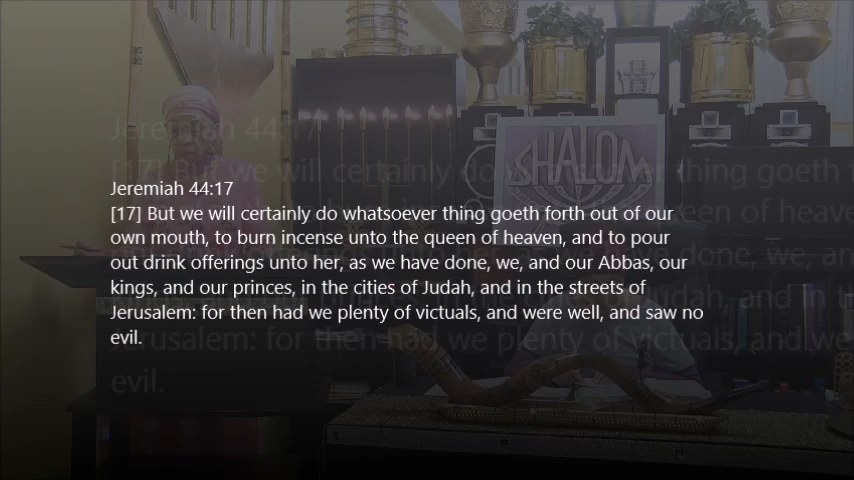 SHALOM
Jeremiah 44:17
[17] But we will certainly do whatsoever thing goeth forth out of our
own mouth, to burn incense unto the queen of heaven, and to pour
out drink offerings unto her, as we have done, we, and our Abbas, our
kings, and our princes, in the cities of Judah, and in the streets of
Jerusalem: for then had we plenty of victuals, and were well, and saw no
evil.